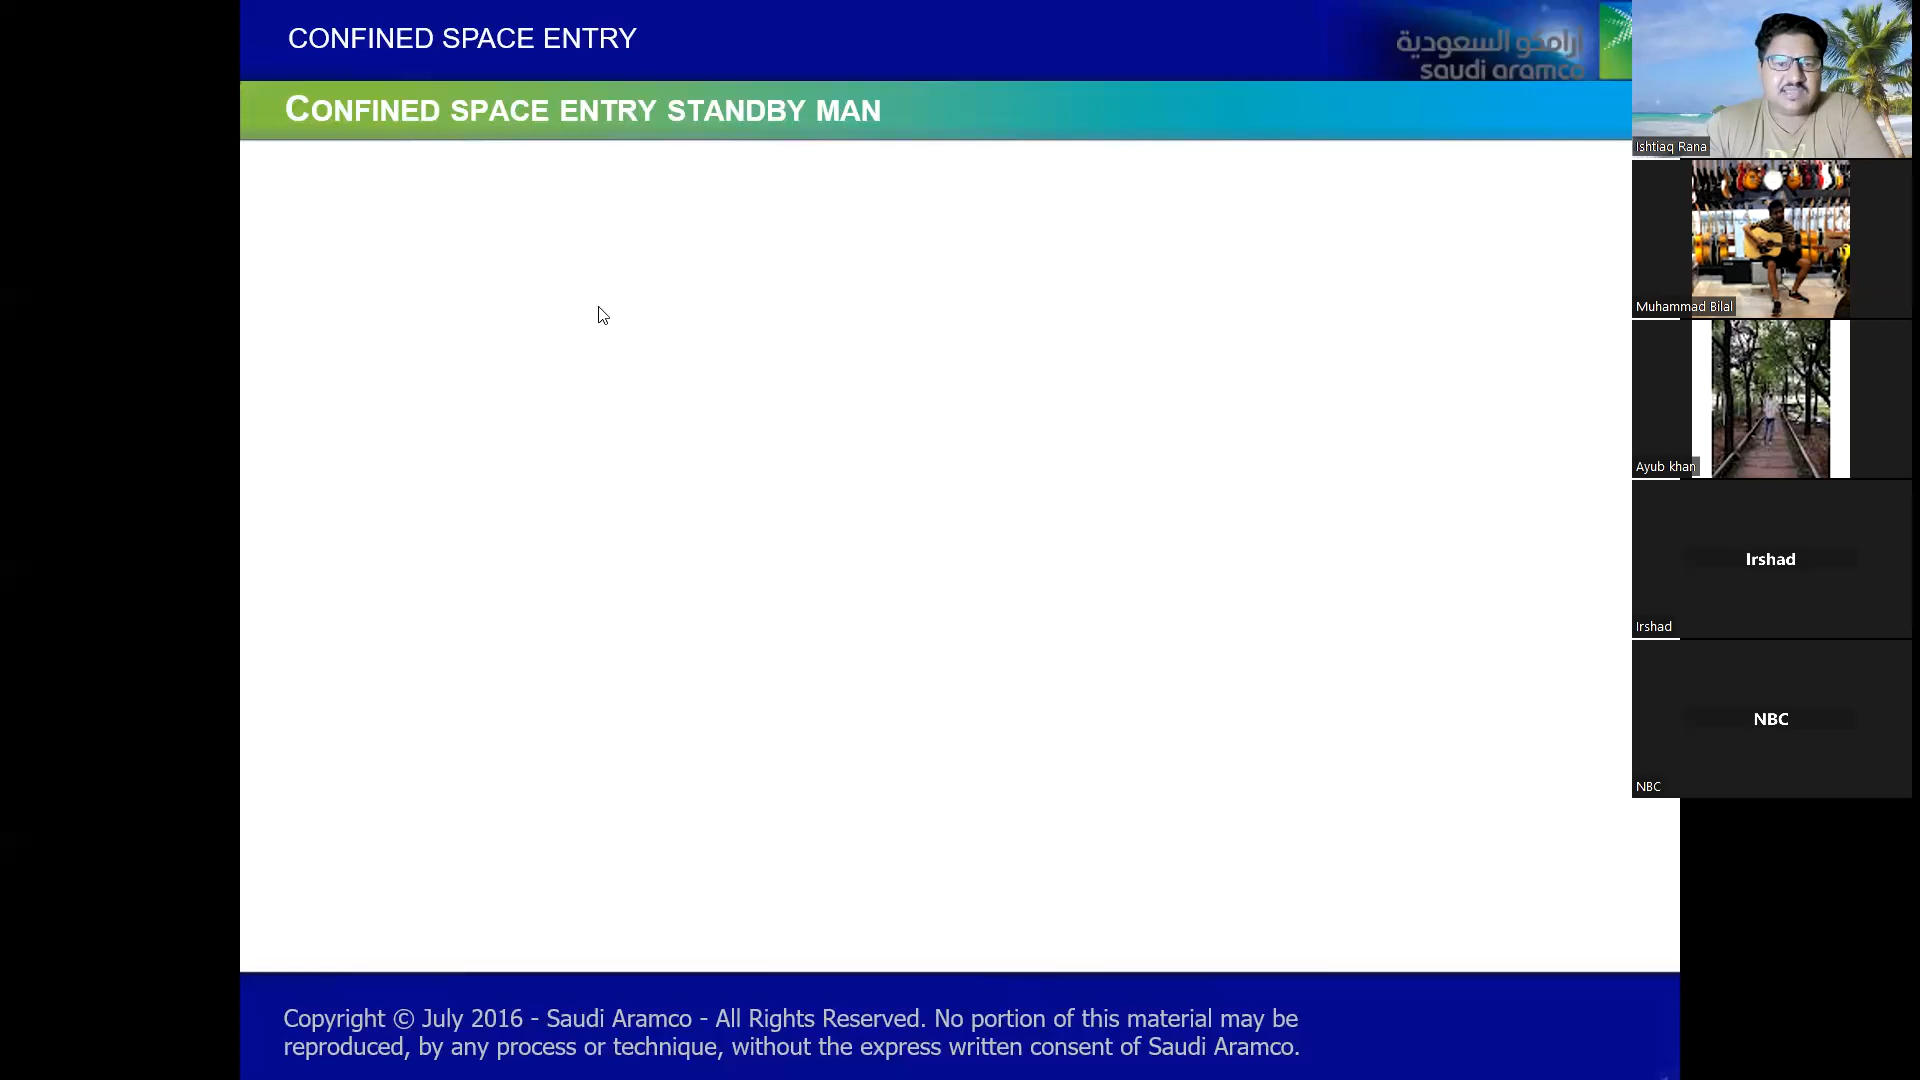 CONFINED SPACE ENTRY
أرامكو السعودية
saudi aramco
CONFINED SPACE ENTRY STANDBY MAN
Ishtiaq Rana
Muhammad Bilal
Ayub khan
Irshad
Irshad
NBC
NBC
Copyright © July 2016 - Saudi Aramco - All Rights Reserved. No portion of this material may be
reproduced, by any process or technique, without the express written consent of Saudi Aramco.